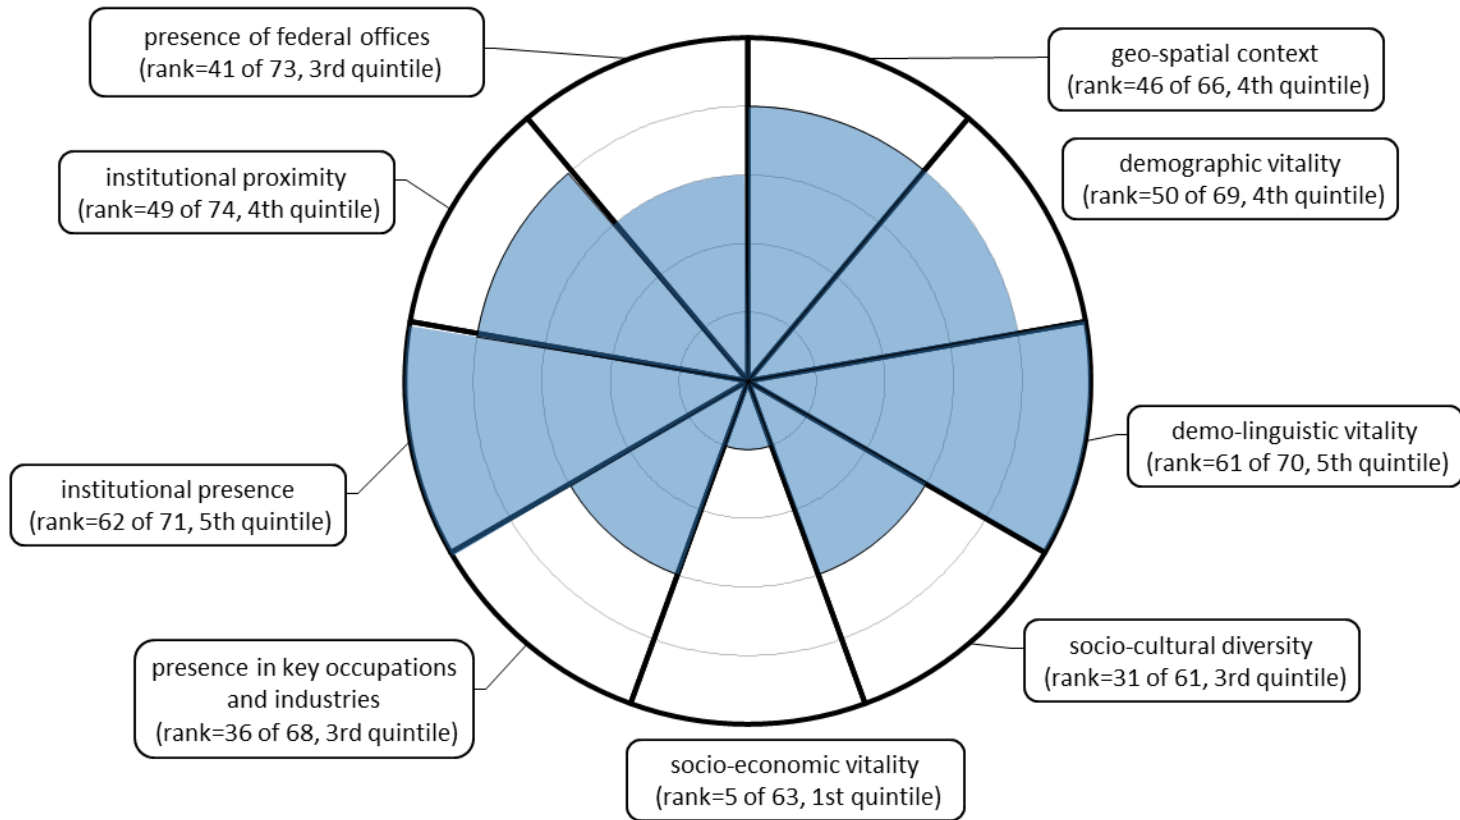 presence of federal offices
(rank=41 of 73, 3rd quintile)
geo-spatial context
(rank=46 of 66, 4th quintile)
institutional proximity
(rank=49 of 74, 4th quintile)
demographic vitality
(rank=50 of 69, 4th quintile)
demo-linguistic vitality
(rank=61 of 70, 5th quintile)
institutional presence
(rank=62 of 71, 5th quintile)
socio-cultural diversity
(rank=31 of 61, 3rd quintile)
presence in key occupations
and industries
(rank=36 of 68, 3rd quintile)
socio-economic vitality
(rank=5 of 63, 1st quintile)